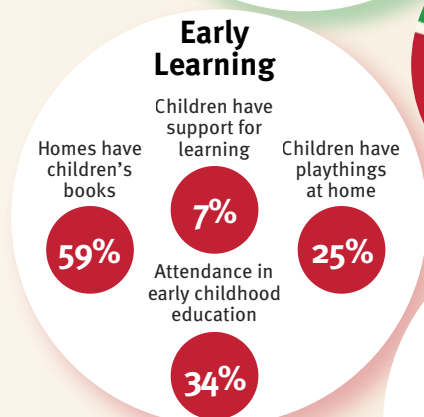 Early
Learning
Children have
support for
learning
7%
Homes have
children’s
books
59%
Children have
playthings
at home
25%
Attendance in
early childhood
education
34%